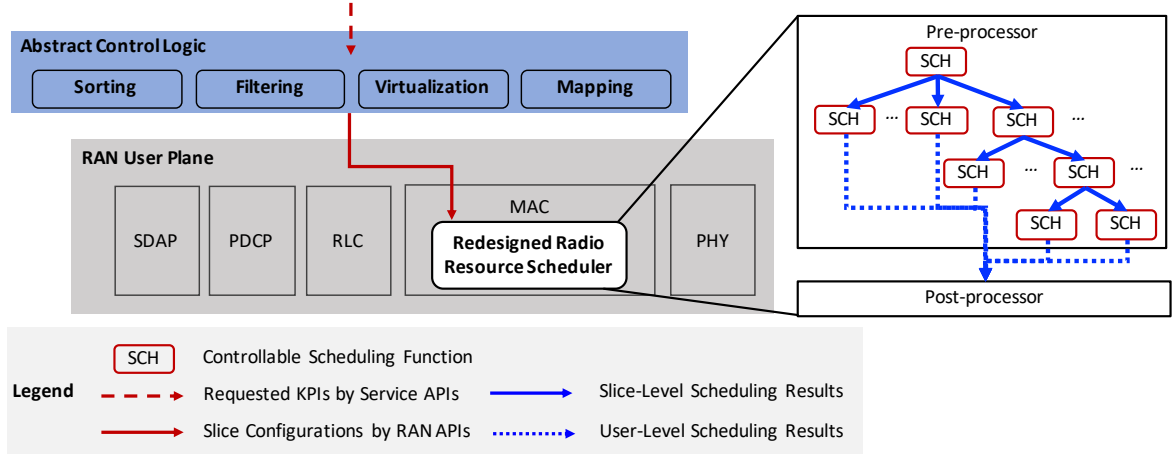 Abstract Control Logic
Sorting
Filtering
Virtualization
Mapping
RAN User Plane
SDAP
PDCP
RLC
MAC
Redesigned Radio
Resource Scheduler
PHY
Pre-processor
SCH
SCH
...
SCH
SCH
...
SCH
...
SCH
...
SCH
SCH
Post-processor
Legend
SCH
Controllable Scheduling Function
Requested KPIs by Service APIs
Slice-Level Scheduling Results
Slice Configurations by RAN APIs
User-Level Scheduling Results